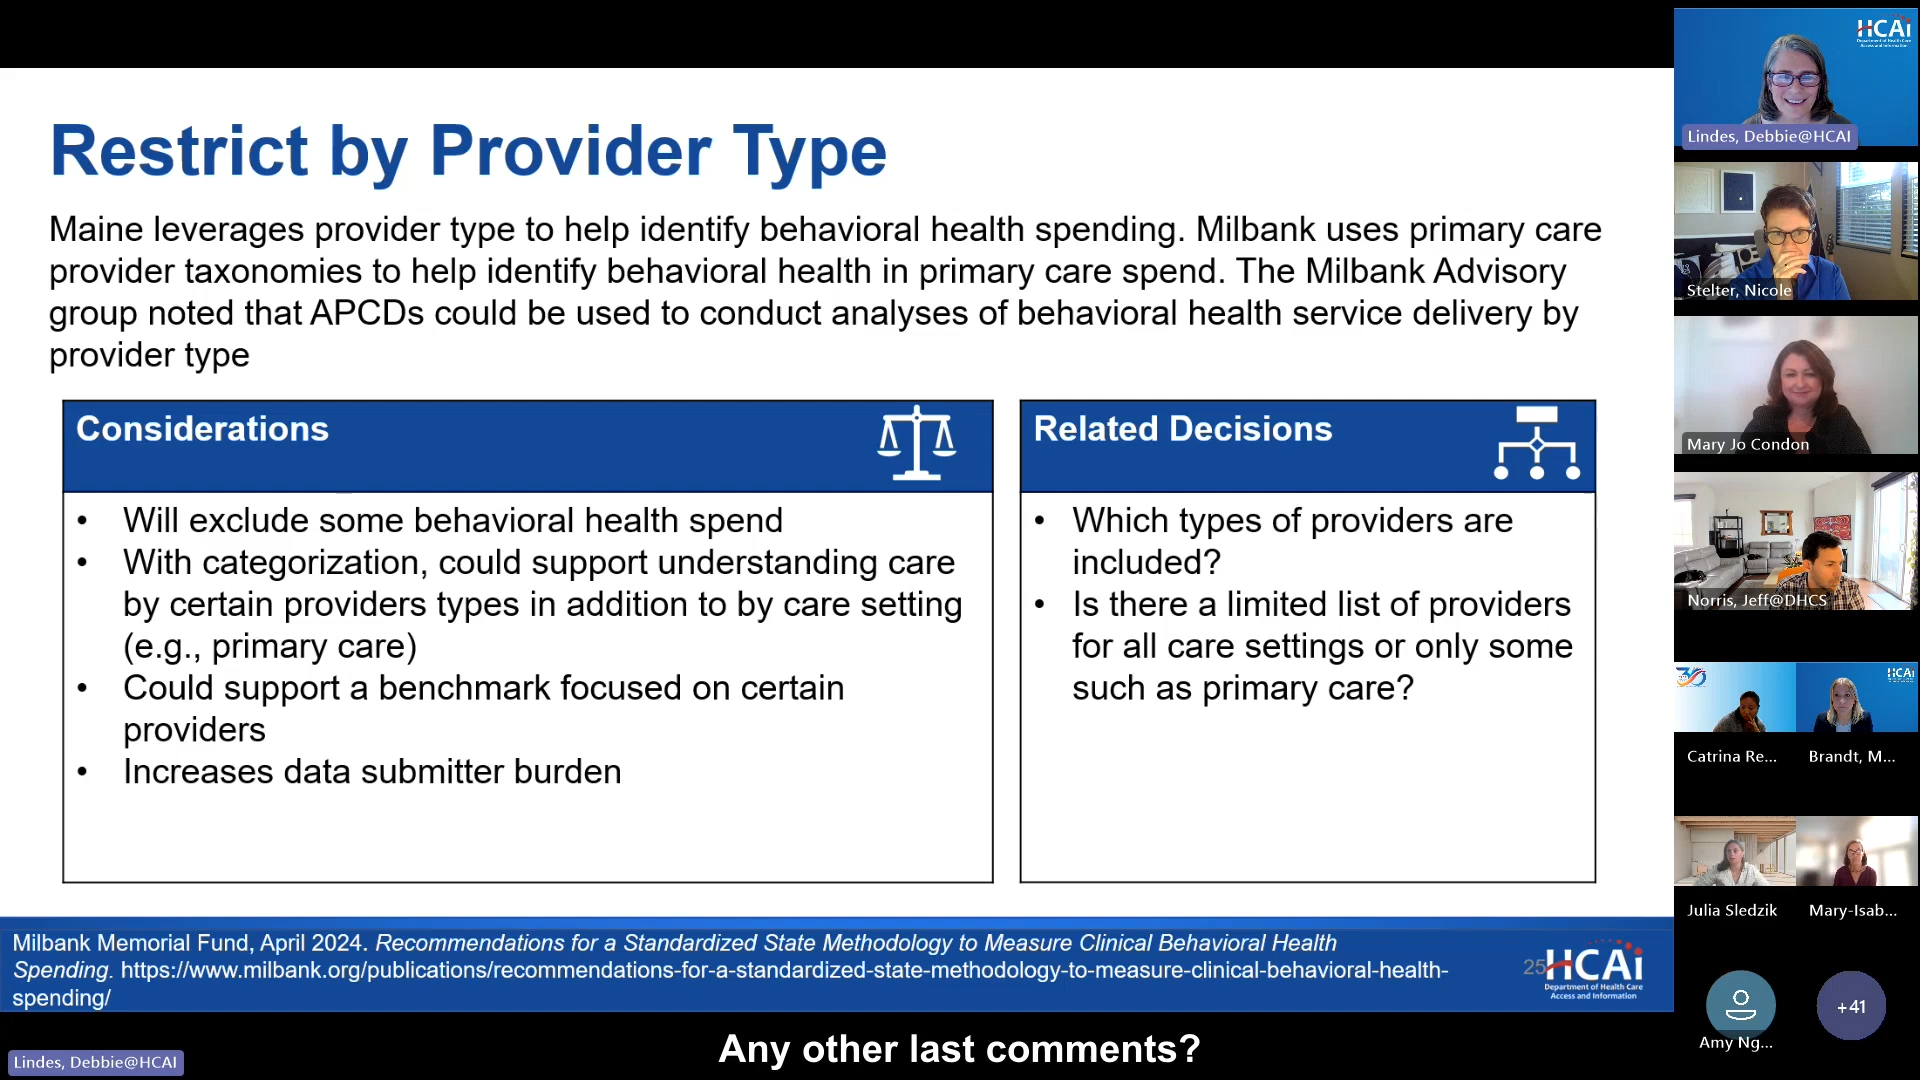 Restrict by Provider Type
Maine leverages provider type to help identify behavioral health spending. Milbank uses primary care
provider taxonomies to help identify behavioral health in primary care spend. The Milbank Advisory
group noted that APCDs could be used to conduct analyses of behavioral health service delivery by
provider type
Considerations
• Will exclude some behavioral health spend
• With categorization, could support understanding care
by certain providers types in addition to by care setting
(e.g., primary care)
• Could support a benchmark focused on certain
providers
• Increases data submitter burden
Related Decisions
• Which types of providers are
included?
• Is there a limited list of providers
for all care settings or only some
such as primary care?
Milbank Memorial Fund, April 2024. Recommendations for a Standardized State Methodology to Measure Clinical Behavioral Health
Spending. https://www.milbank.org/publications/recommendations-for-a-standardized-state-methodology-to-measure-clinical-behavioral-health-
spending/
25
HCAi
Department of Health Care
Access and Information
Any other last comments?
Lindes, Debbie@HCAI
HCAi
Department of Health Care
Access and Information
Lindes, Debbie@HCAI
Stelter, Nicole
Mary Jo Condon
Norris, Jeff@DHCS
HCAi
Catrina Re...
Brandt, M...
Julia Sledzik
Mary-Isab...
Amy Ng...
+41